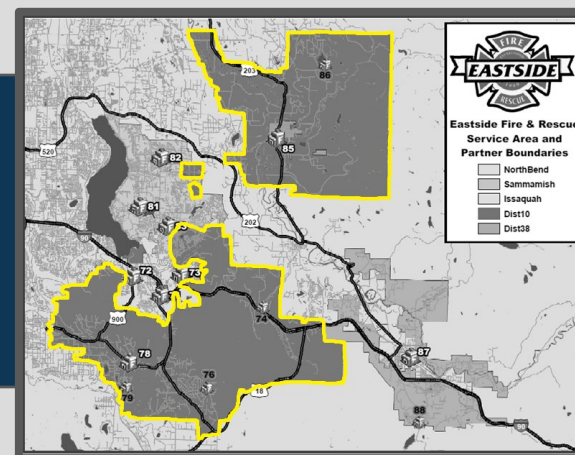 FIRE
EASTSIDE
RESCUE
Eastside Fire & Rescue
Service Area and
Partner Boundaries
NorthBend
Sammamish
Issaquah
Dist10
Dist38
203
86
85
82
520
81
202
90
72
73
900
74
78
76
79
18
87
88
90